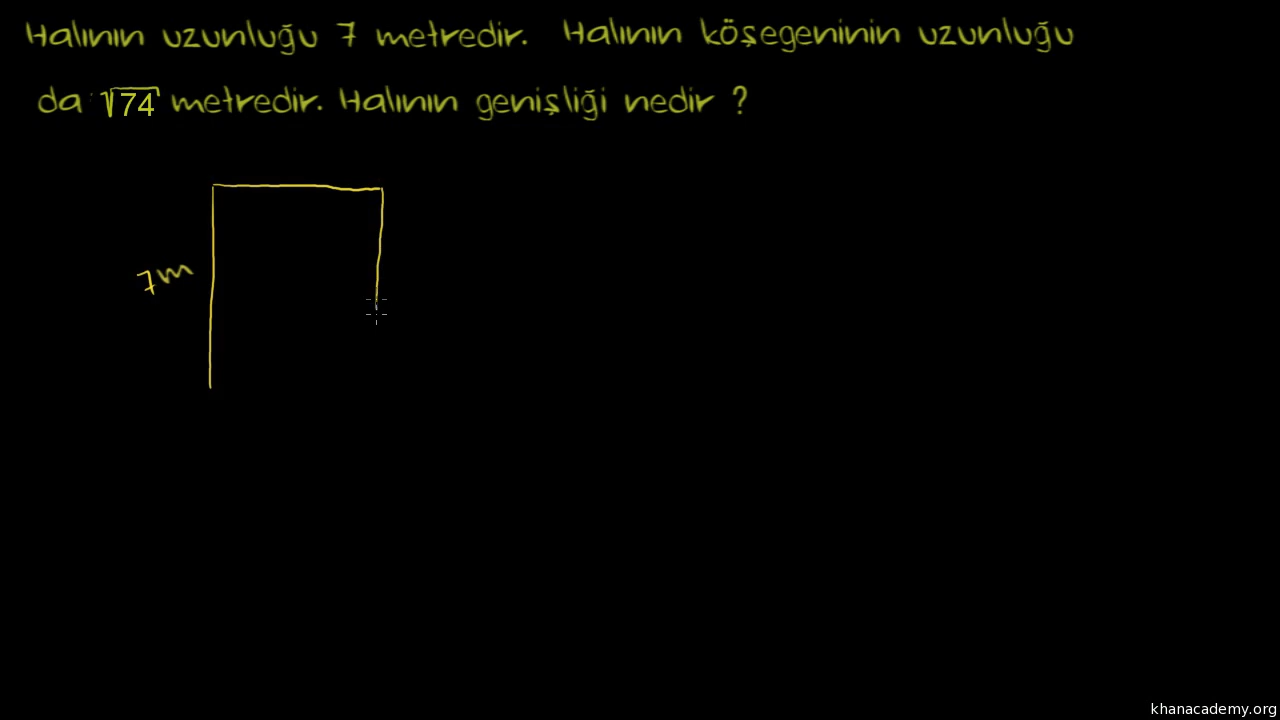 Halının uzunluğu 7 metredir. Halının köşegeninin uzunluğu
da √74 metredir. Halının genişliği nedir ?
7m
khanacademy.org